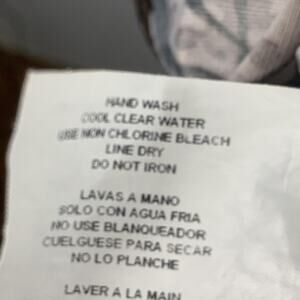 HAND WASH
COOL CLEAR WATER
USE NON CHLORINE BLEACH
LINE DRY
DO NOT IRON
LAVAS A MANO
SOLO CON AGUA FRIA
NO USE BLANQUEADOR
CUELGUESE PARA SECAR
NO LO PLANCHE
LAVER A LA MAIN